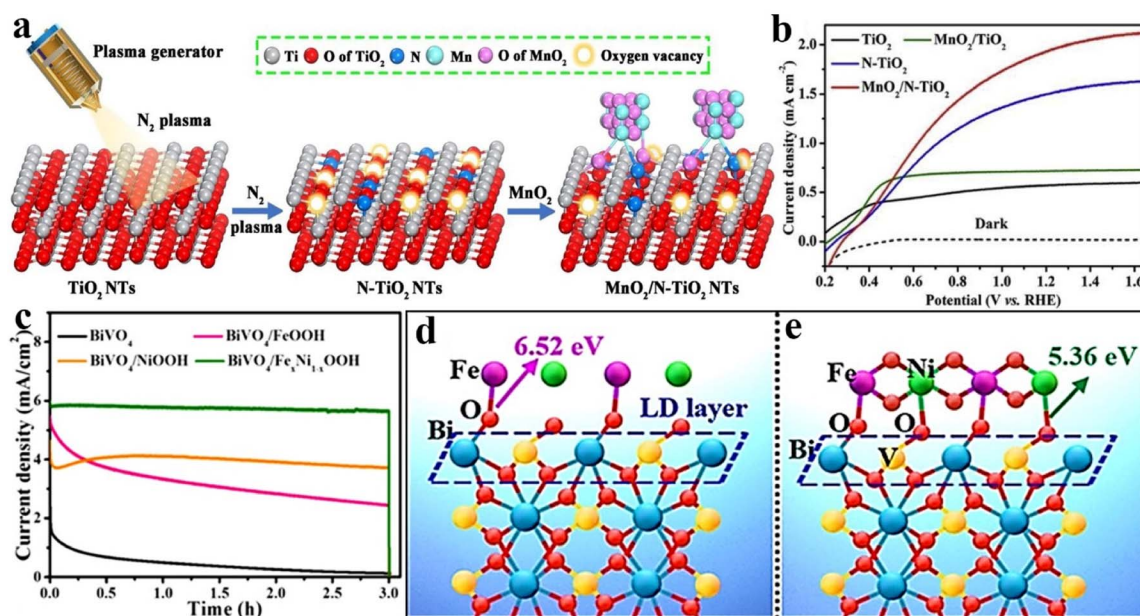 a
Plasma generator
N₂ plasma
Ti O of TiO₂ N Mn O of MnO₂ Oxygen vacancy
N₂
plasma
MnO₂
TiO₂ NTs
N-TiO₂ NTs
MnO₂/N-TiO₂ NTs
b
Current density (mA cm⁻²)
2.0
1.5
1.0
0.5
0.0
TiO₂
MnO₂/TiO₂
N-TiO₂
MnO₂/N-TiO₂
Dark
0.2 0.4 0.6 0.8 1.0 1.2 1.4 1.6
Potential (V vs. RHE)
c
Current density (mA/cm²)
8
6
4
2
0
BiVO₄
BiVO₄/FeOOH
BiVO₄/NiOOH
BiVO₄/FeₓNi₁₋ₓOOH
0.0 0.5 1.0 1.5 2.0 2.5 3.0
Time (h)
d
6.52 eV
Fe
O
LD layer
Bi
e
5.36 eV
Fe
Ni
O
O
Bi
V